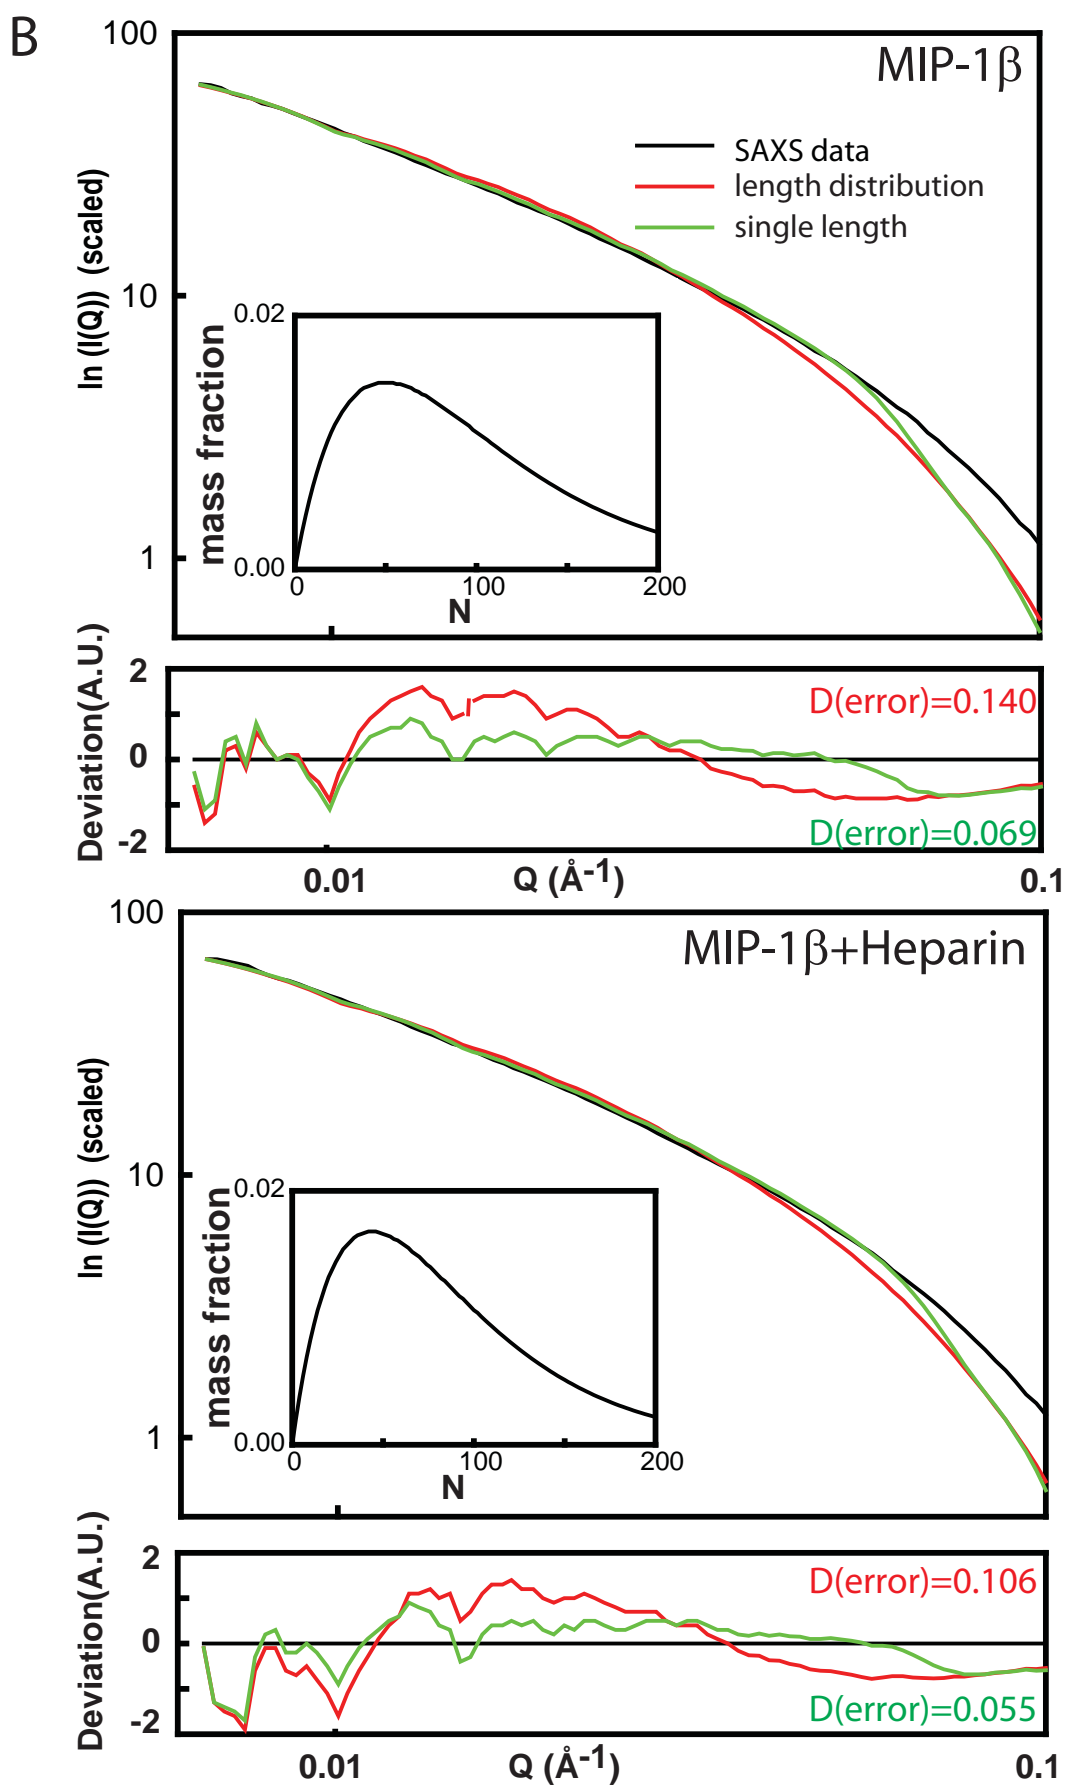 B
100
MIP-1β
SAXS data
length distribution
single length
ln (I(Q)) (scaled)
10
1
0.02
mass fraction
0.00
0
100
200
N
Deviation(A.U.)
2
0
-2
D(error)=0.140
D(error)=0.069
0.01
Q (Å-1)
0.1
100
MIP-1β+Heparin
ln (I(Q)) (scaled)
10
1
0.02
mass fraction
0.00
0
100
200
N
Deviation(A.U.)
2
0
-2
D(error)=0.106
D(error)=0.055
0.01
Q (Å-1)
0.1